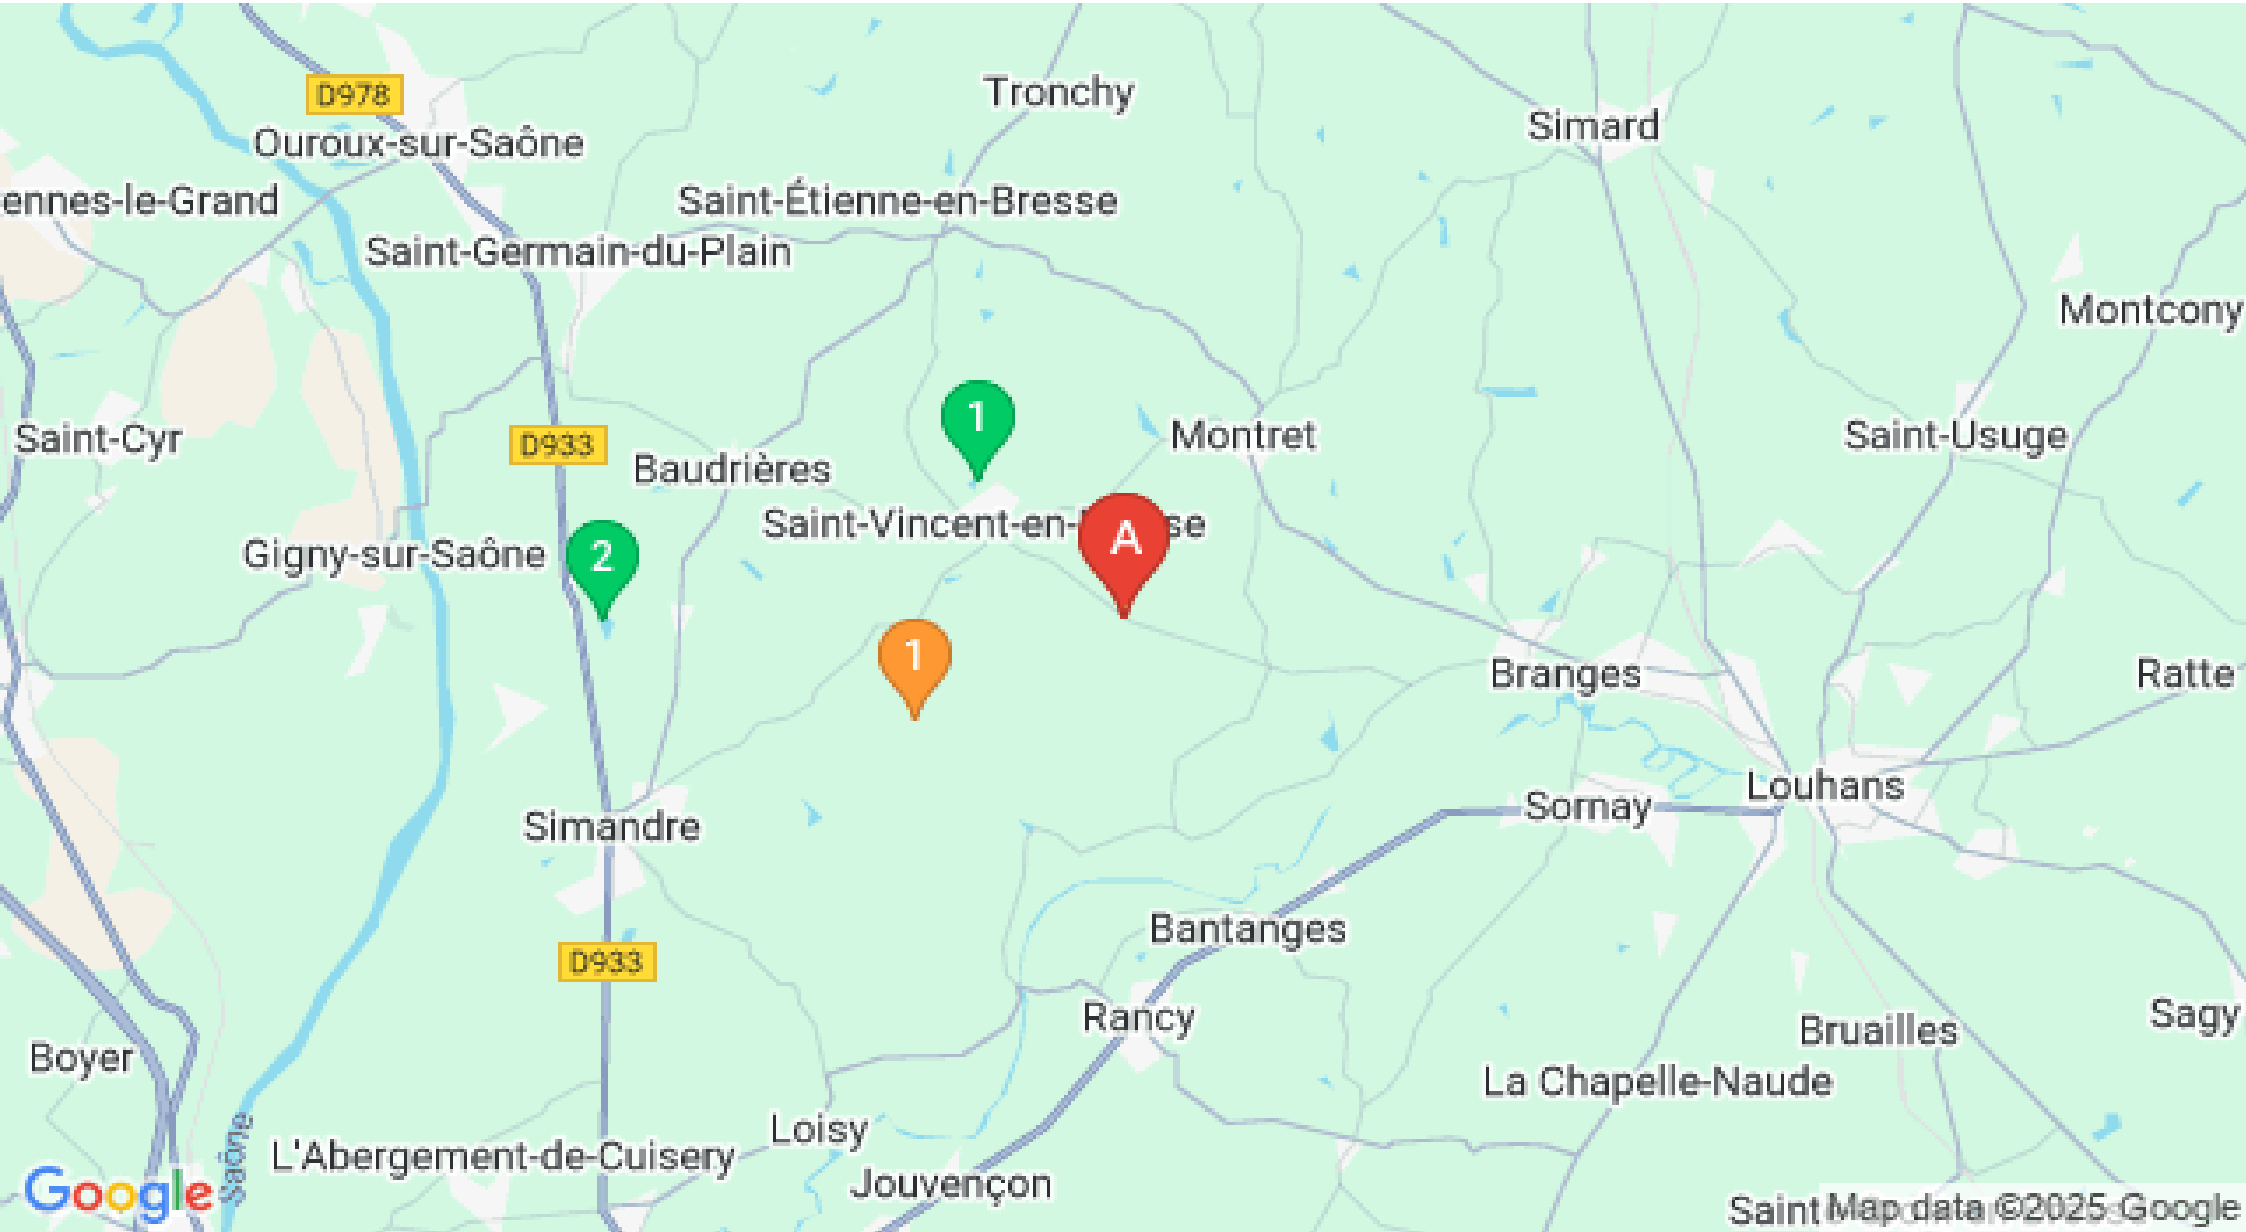 Tronchy
D978
Simard
Ouroux-sur-Saône
ennes-le-Grand
Saint-Étienne-en-Bresse
Saint-Germain-du-Plain
Montcony
1
Saint-Cyr
D933
Montret
Saint-Usuge
Baudrières
Saint-Vincent-en- se
A
Gigny-sur-Saône
2
1
Branges
Ratte
Louhans
Sornay
Simandre
Bantanges
D933
Rancy
Sagy
Bruailles
Boyer
La Chapelle-Naude
Loisy
L'Abergement-de-Cuisery
Saône
Jouvençon
Google
Saint
Map data ©2025 Google